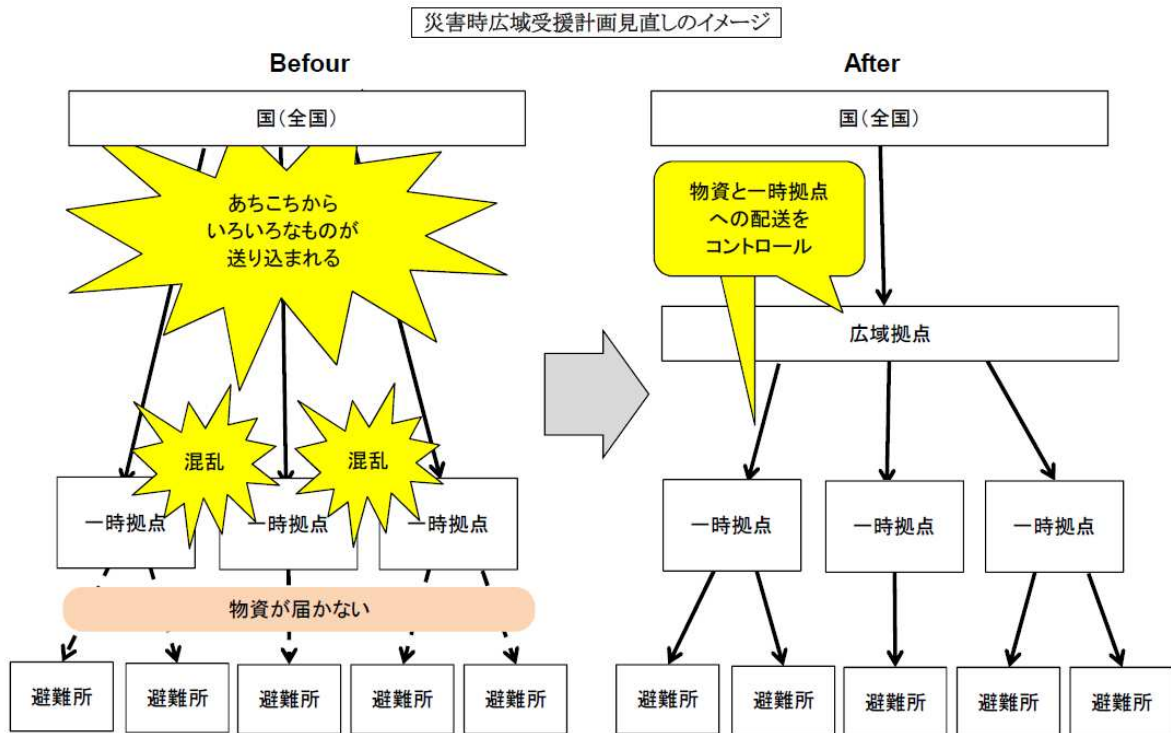 災害時広域受援計画見直しのイメージ
Befour
国(全国)
あちこちから
いろいろなものが
送り込まれる
混乱
混乱
一時拠点
一時拠点
一時拠点
物資が届かない
避難所
避難所
避難所
避難所
避難所
After
国(全国)
物資と一時拠点
への配送を
コントロール
広域拠点
一時拠点
一時拠点
一時拠点
避難所
避難所
避難所
避難所
避難所